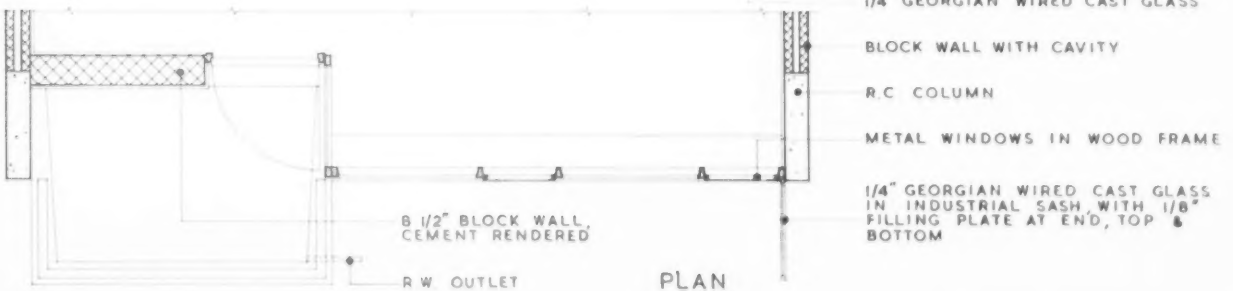 1/4" GEORGIAN WIRED CAST GLASS
BLOCK WALL WITH CAVITY
R.C COLUMN
METAL WINDOWS IN WOOD FRAME
1/4" GEORGIAN WIRED CAST GLASS
IN INDUSTRIAL SASH, WITH 1/8"
FILLING PLATE AT END, TOP &
BOTTOM
8 1/2" BLOCK WALL,
CEMENT RENDERED
R.W. OUTLET
PLAN